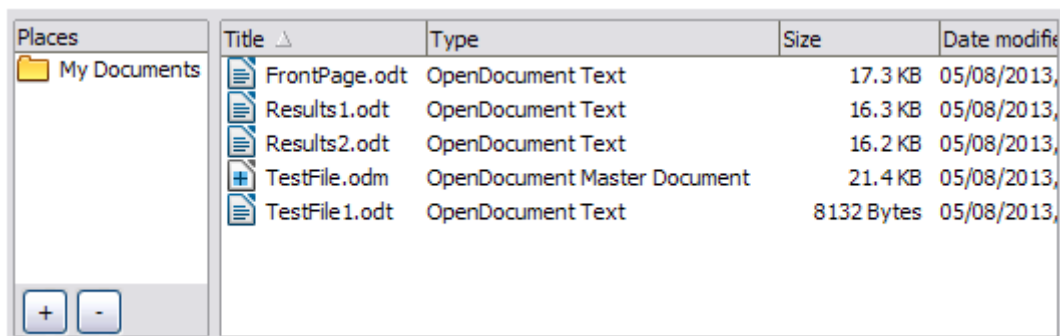 Places Title Type Size Date modifie
My Documents FrontPage.odt OpenDocument Text 17.3 KB 05/08/2013,
Results1.odt OpenDocument Text 16.3 KB 05/08/2013,
Results2.odt OpenDocument Text 16.2 KB 05/08/2013,
TestFile.odm OpenDocument Master Document 21.4 KB 05/08/2013,
TestFile1.odt OpenDocument Text 8132 Bytes 05/08/2013,
+ -